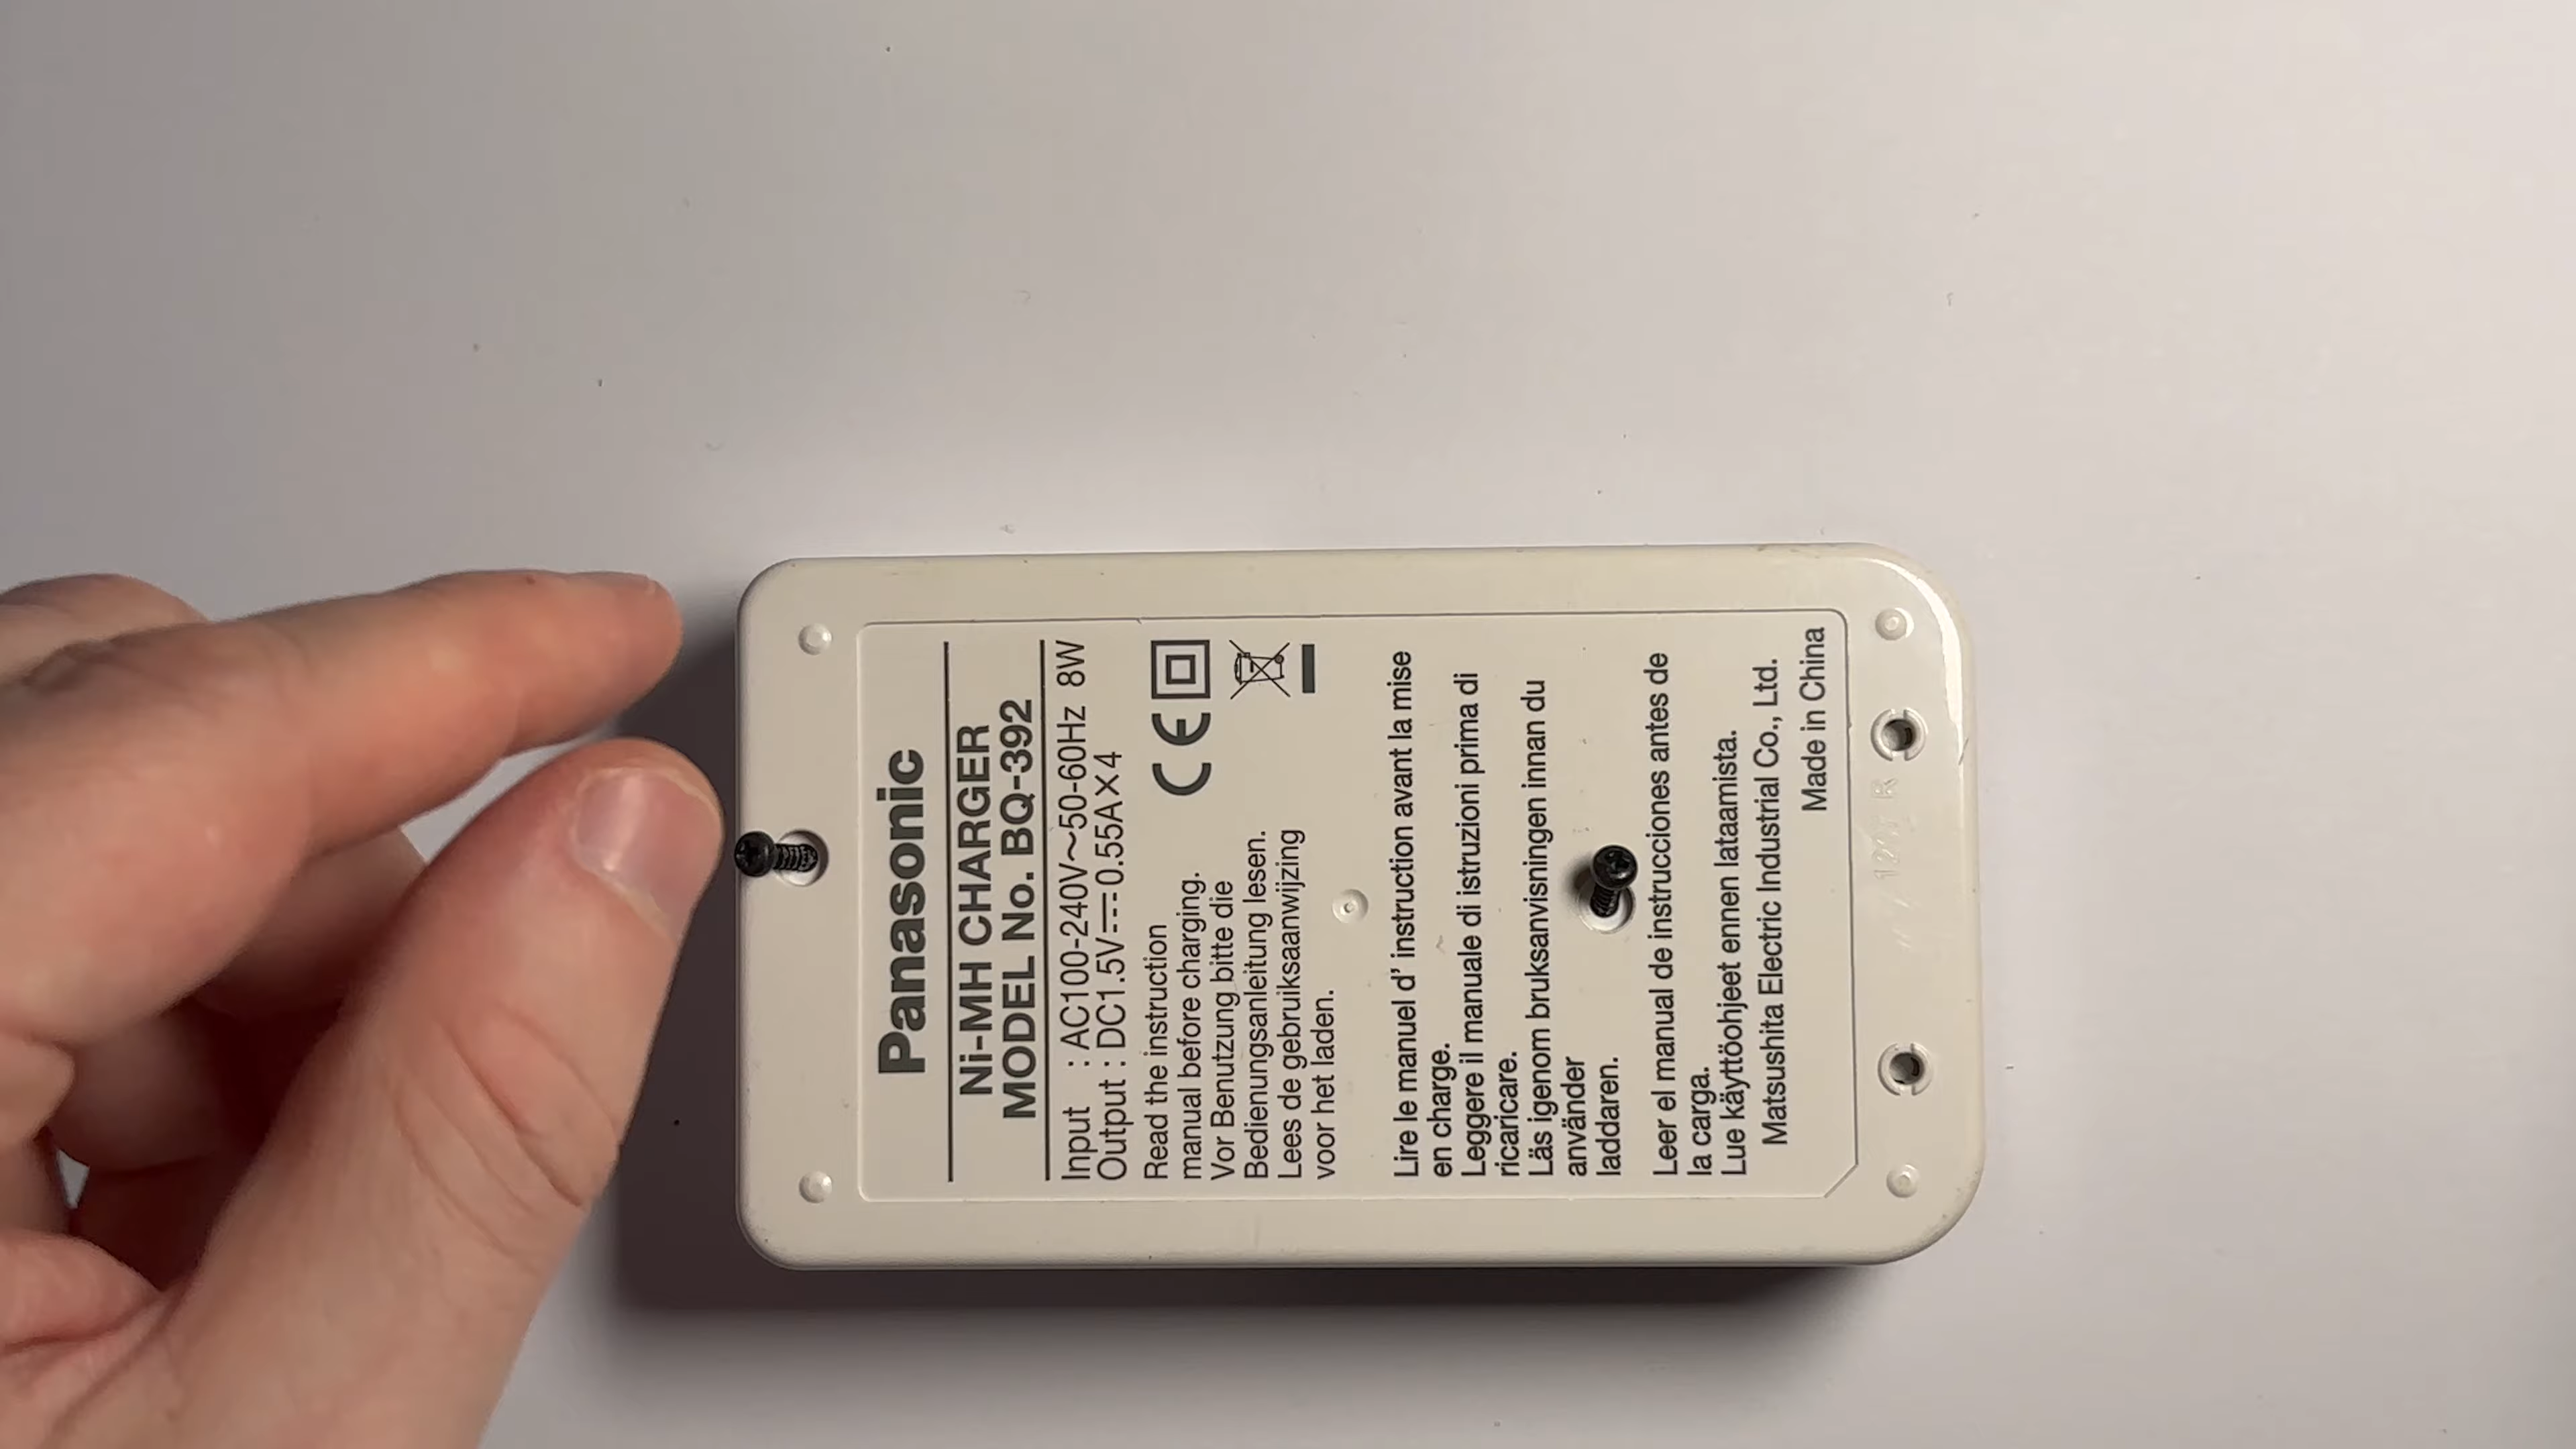 Panasonic
Ni-MH CHARGER
MODEL No. BQ-392
Input : AC100-240V~50-60Hz 8W
Output : DC1.5V⎓0.55A×4
CE
Read the instruction
manual before charging.
Vor Benutzung bitte die
Bedienungsanleitung lesen.
Lees de gebruiksaanwijzing
voor het laden.
Lire le manuel d' instruction avant la mise
en charge.
Leggere il manuale di istruzioni prima di
ricaricare.
Läs igenom bruksanvisningen innan du
använder
laddaren.
Leer el manual de instrucciones antes de
la carga.
Lue käyttöohjeet ennen lataamista.
Matsushita Electric Industrial Co., Ltd.
Made in China